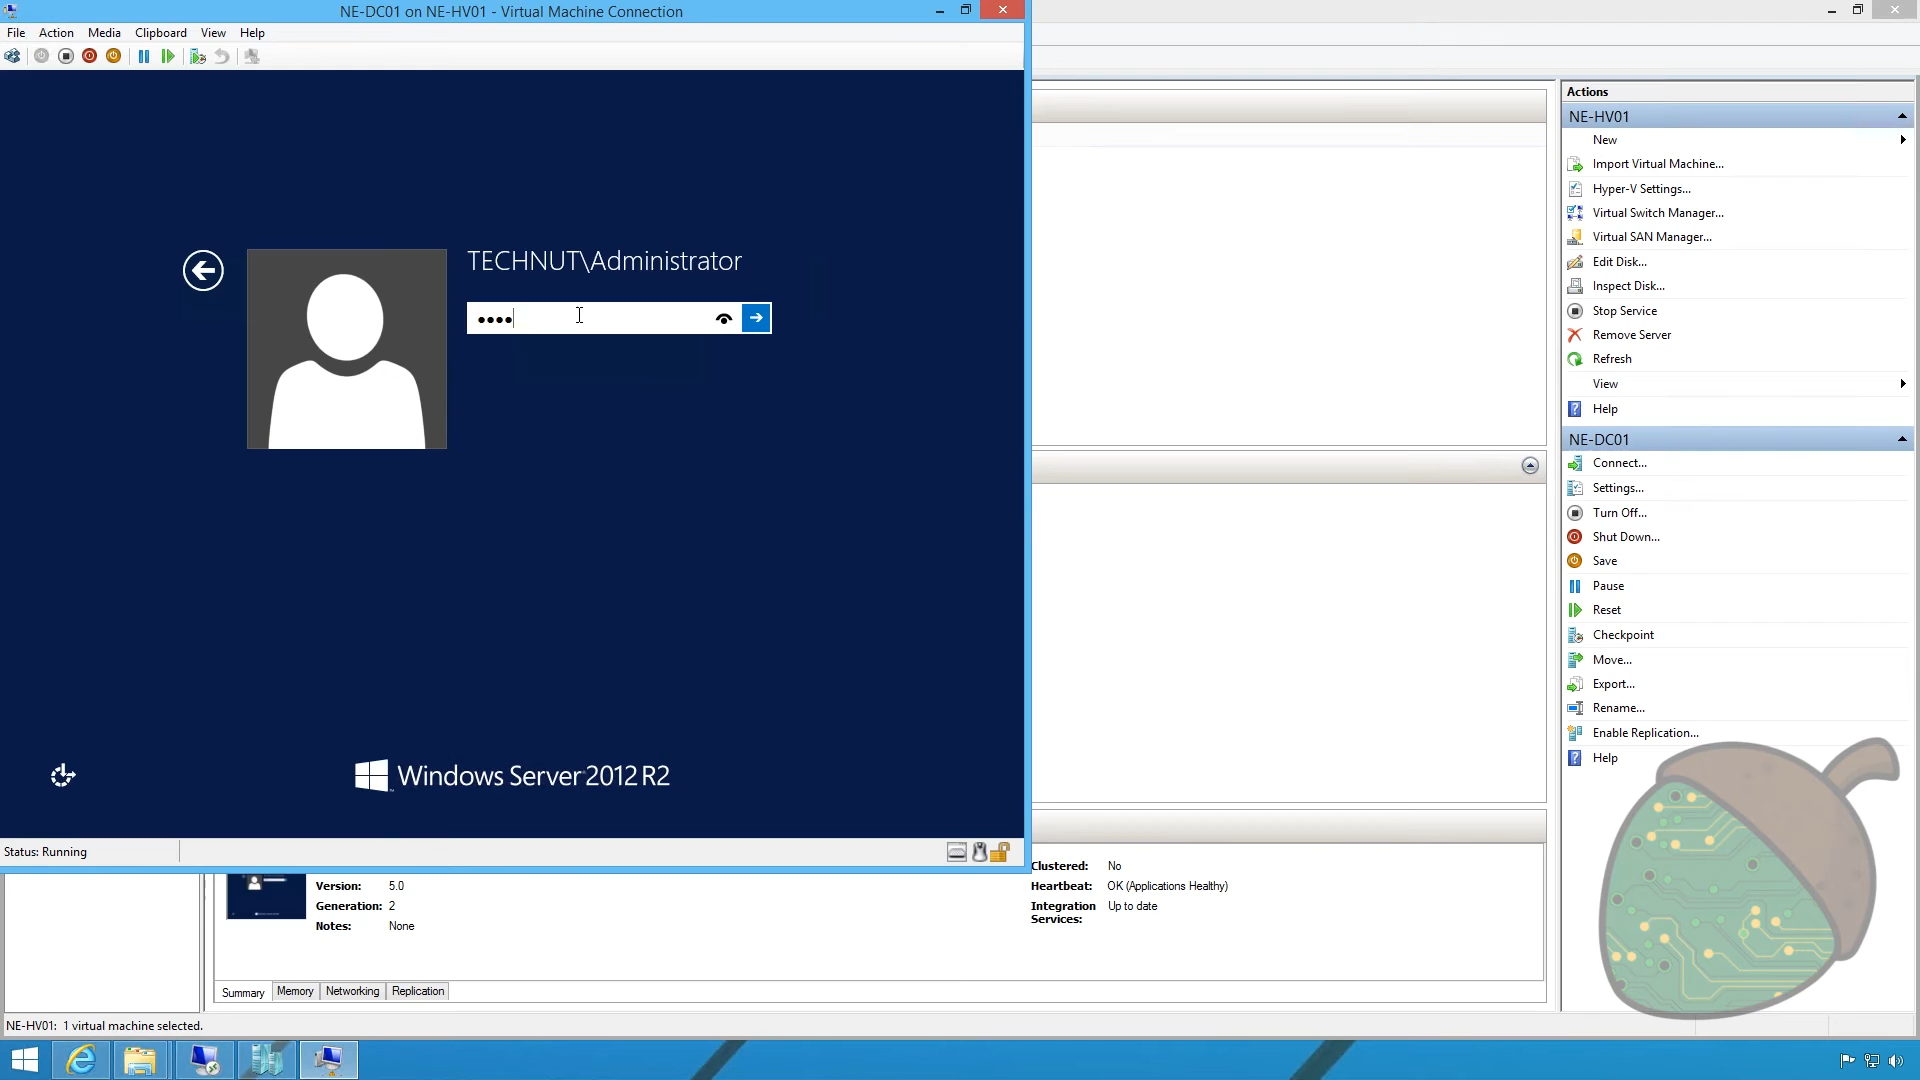 NE-DC01 on NE-HV01 - Virtual Machine Connection
File Action Media Clipboard View Help
TECHNUT\Administrator
Windows Server 2012 R2
Status: Running
Version: 5.0
Generation: 2
Notes: None
Clustered: No
Heartbeat: OK (Applications Healthy)
Integration Services: Up to date
Summary Memory Networking Replication
NE-HV01: 1 virtual machine selected.
Actions
NE-HV01
New
Import Virtual Machine...
Hyper-V Settings...
Virtual Switch Manager...
Virtual SAN Manager...
Edit Disk...
Inspect Disk...
Stop Service
Remove Server
Refresh
View
Help
NE-DC01
Connect...
Settings...
Turn Off...
Shut Down...
Save
Pause
Reset
Checkpoint
Move...
Export...
Rename...
Enable Replication...
Help